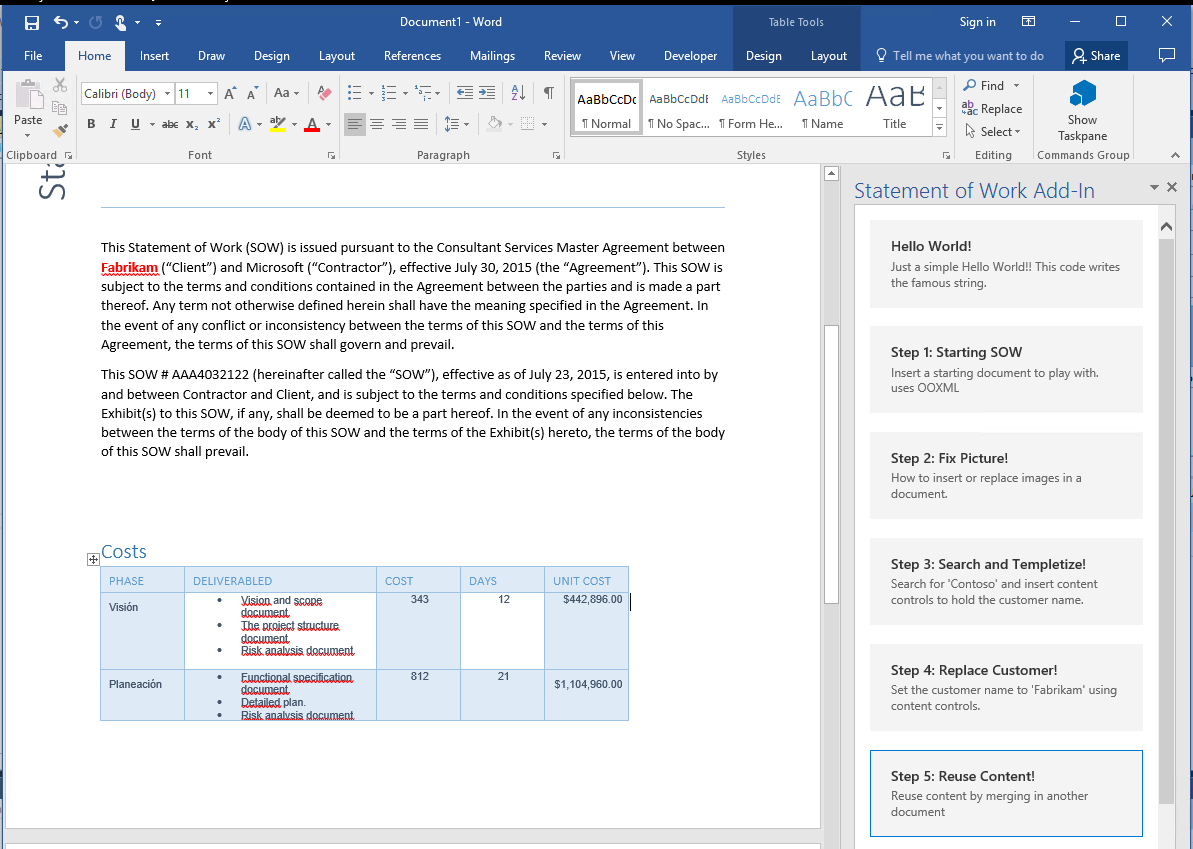 Document1 - Word
Table Tools
Sign in
File Home Insert Draw Design Layout References Mailings Review View Developer Design Layout Tell me what you want to do Share
Paste
Calibri (Body) 11
Aa
B I U abc X₂ X²
A aby A
AaBbCcDc AaBbCcDdE AaBbCcDdE AaBbC AaB
¶ Normal ¶ No Spac... ¶ Form He... ¶ Name Title
Find
Replace
Select
Show
Taskpane
Clipboard Font Paragraph Styles Editing Commands Group
Sta
This Statement of Work (SOW) is issued pursuant to the Consultant Services Master Agreement between
Fabrikam (“Client”) and Microsoft (“Contractor”), effective July 30, 2015 (the “Agreement”). This SOW is
subject to the terms and conditions contained in the Agreement between the parties and is made a part
thereof. Any term not otherwise defined herein shall have the meaning specified in the Agreement. In
the event of any conflict or inconsistency between the terms of this SOW and the terms of this
Agreement, the terms of this SOW shall govern and prevail.
This SOW # AAA4032122 (hereinafter called the “SOW”), effective as of July 23, 2015, is entered into by
and between Contractor and Client, and is subject to the terms and conditions specified below. The
Exhibit(s) to this SOW, if any, shall be deemed to be a part hereof. In the event of any inconsistencies
between the terms of the body of this SOW and the terms of the Exhibit(s) hereto, the terms of the body
of this SOW shall prevail.
Costs
PHASE DELIVERABLED COST DAYS UNIT COST
Visión
• Vision and scope
document.
• The project structure
document.
• Risk analysis document.
343 12 $442,896.00
Planeación
• Functional specification
document.
• Detailed plan.
• Risk analysis document.
812 21 $1,104,960.00
Statement of Work Add-In
Hello World!
Just a simple Hello World!! This code writes
the famous string.
Step 1: Starting SOW
Insert a starting document to play with.
uses OOXML
Step 2: Fix Picture!
How to insert or replace images in a
document.
Step 3: Search and Templetize!
Search for 'Contoso' and insert content
controls to hold the customer name.
Step 4: Replace Customer!
Set the customer name to 'Fabrikam' using
content controls.
Step 5: Reuse Content!
Reuse content by merging in another
document